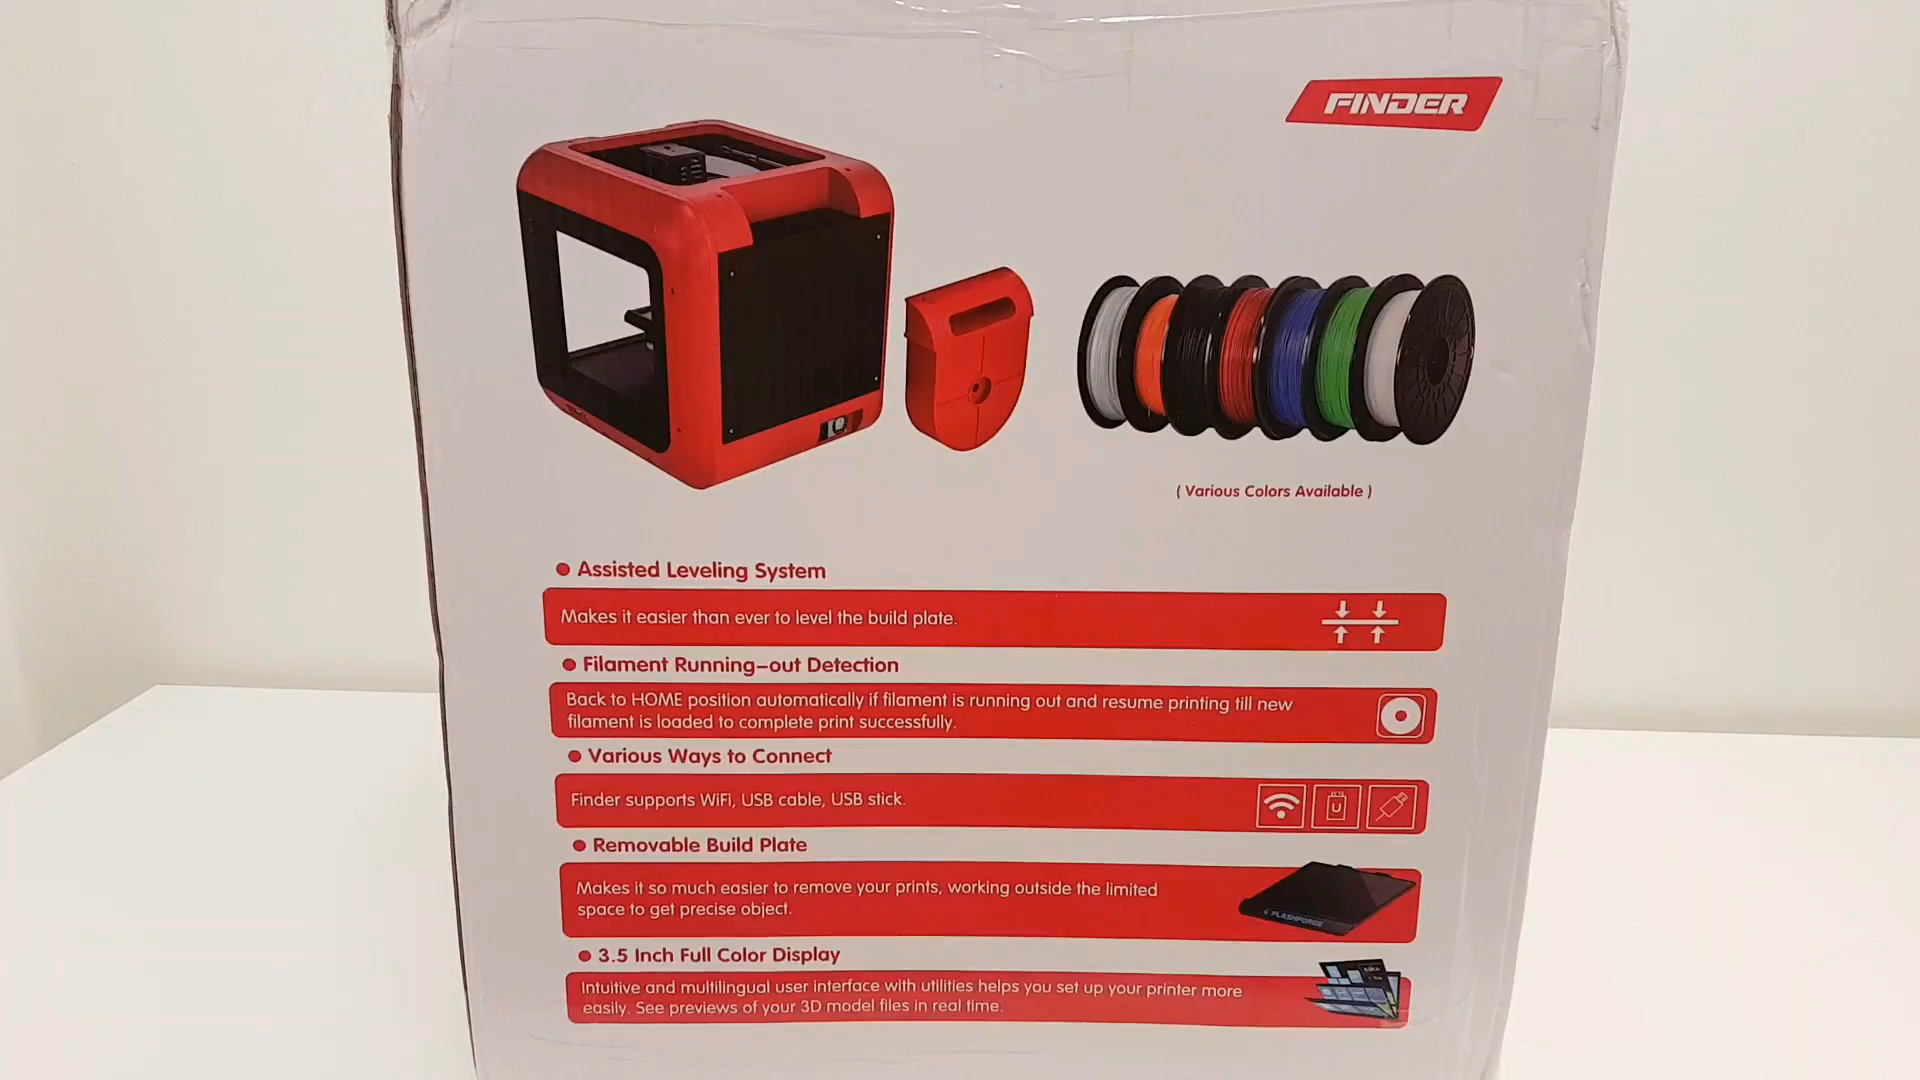 FINDER
( Various Colors Available )
Assisted Leveling System
Makes it easier than ever to level the build plate.
Filament Running-out Detection
Back to HOME position automatically if filament is running out and resume printing till new
filament is loaded to complete print successfully.
Various Ways to Connect
Finder supports WiFi, USB cable, USB stick.
Removable Build Plate
Makes it so much easier to remove your prints, working outside the limited
space to get precise object.
FLASHFORGE
3.5 Inch Full Color Display
Intuitive and multilingual user interface with utilities helps you set up your printer more
easily. See previews of your 3D model files in real time.